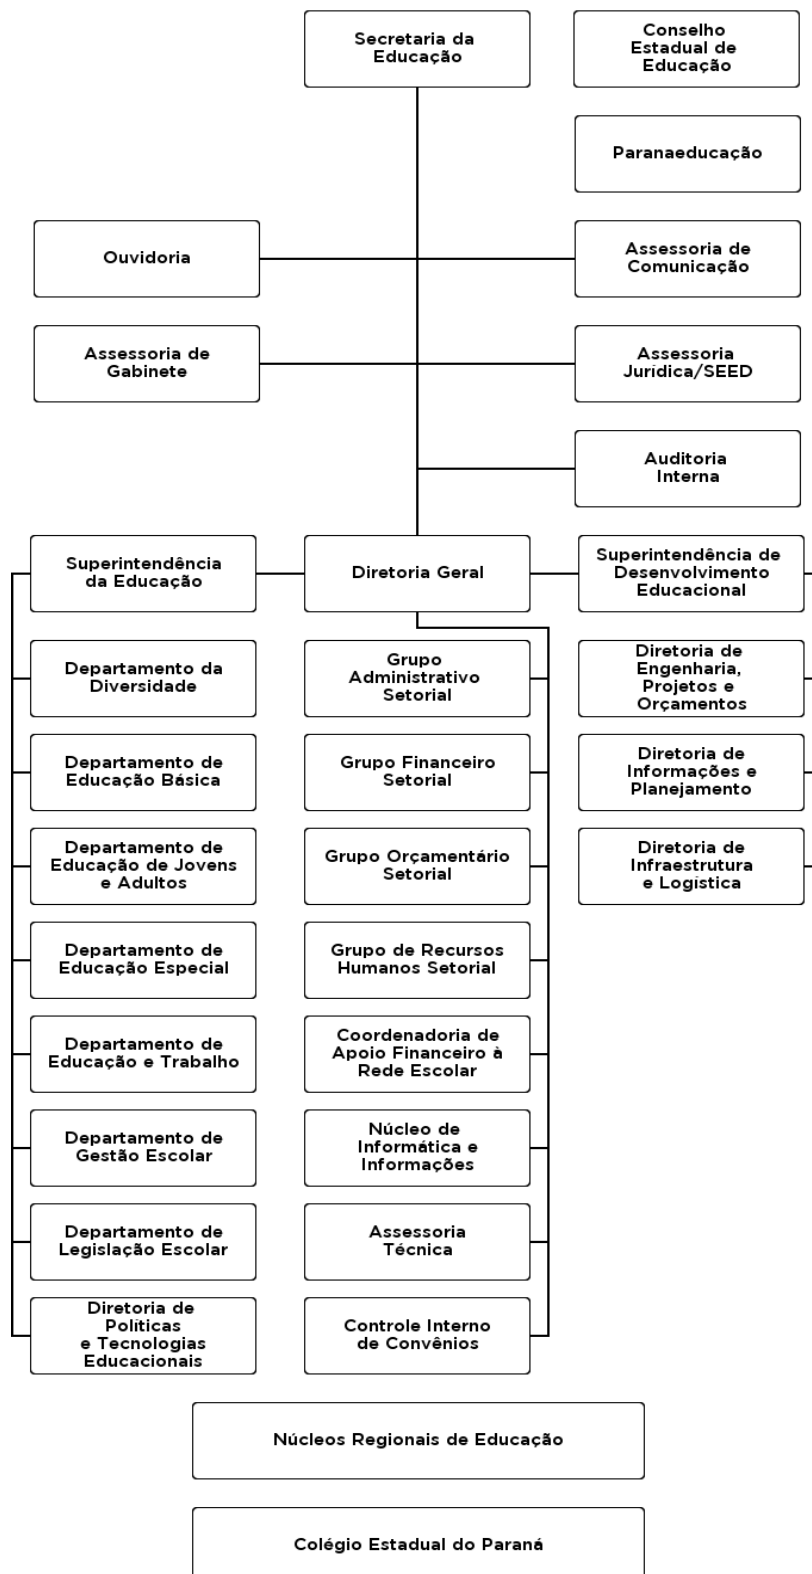 Secretaria da
Educação
Conselho
Estadual de
Educação
Paranaeducação
Ouvidoria
Assessoria de
Comunicação
Assessoria de
Gabinete
Assessoria
Jurídica/SEED
Auditoria
Interna
Superintendência
da Educação
Diretoria Geral
Superintendência de
Desenvolvimento
Educacional
Departamento da
Diversidade
Grupo
Administrativo
Setorial
Diretoria de
Engenharia,
Projetos e
Orçamentos
Departamento de
Educação Básica
Grupo Financeiro
Setorial
Diretoria de
Informações e
Planejamento
Departamento de
Educação de Jovens
e Adultos
Grupo Orçamentário
Setorial
Diretoria de
Infraestrutura
e Logística
Departamento de
Educação Especial
Grupo de Recursos
Humanos Setorial
Departamento de
Educação e Trabalho
Coordenadoria de
Apoio Financeiro à
Rede Escolar
Departamento de
Gestão Escolar
Núcleo de
Informática e
Informações
Departamento de
Legislação Escolar
Assessoria
Técnica
Diretoria de
Políticas
e Tecnologias
Educacionais
Controle Interno
de Convênios
Núcleos Regionais de Educação
Colégio Estadual do Paraná